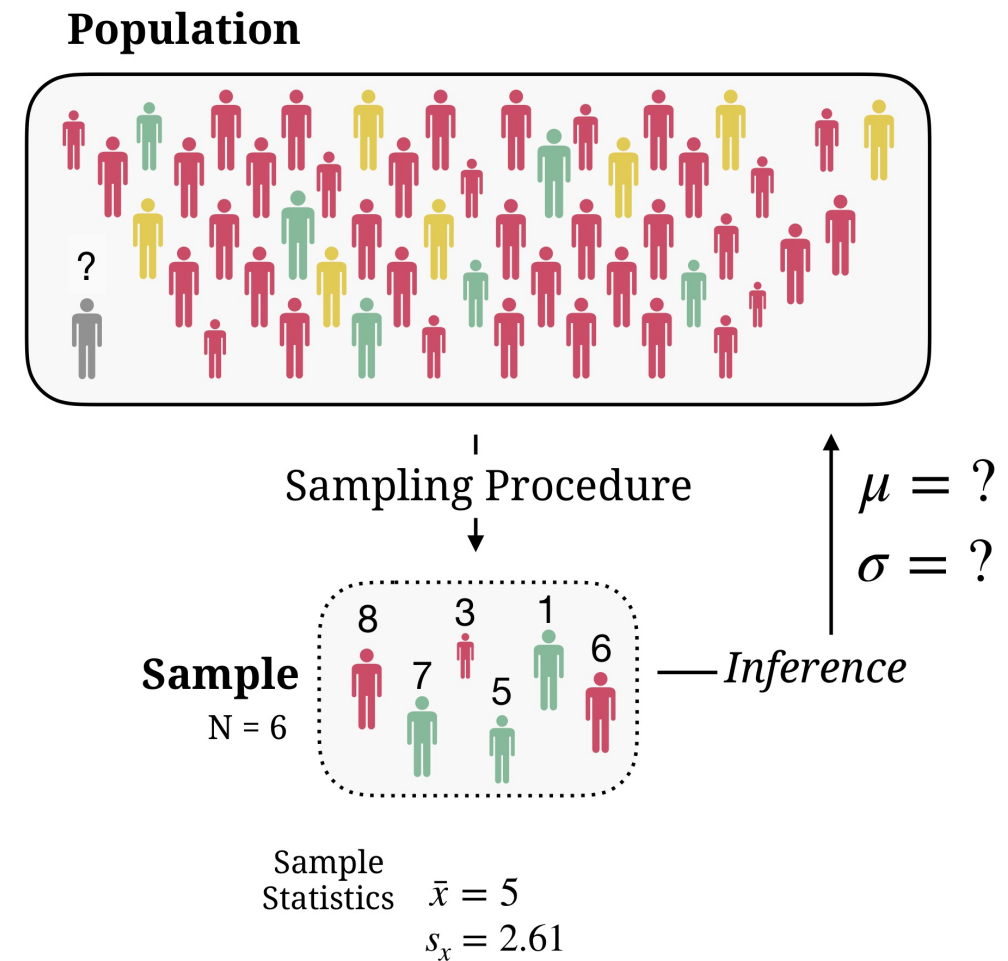 Population
?
Sampling Procedure
μ = ?
σ = ?
8
3
1
7
5
6
Sample
N = 6
Inference
Sample
Statistics
x̄ = 5
sₓ = 2.61